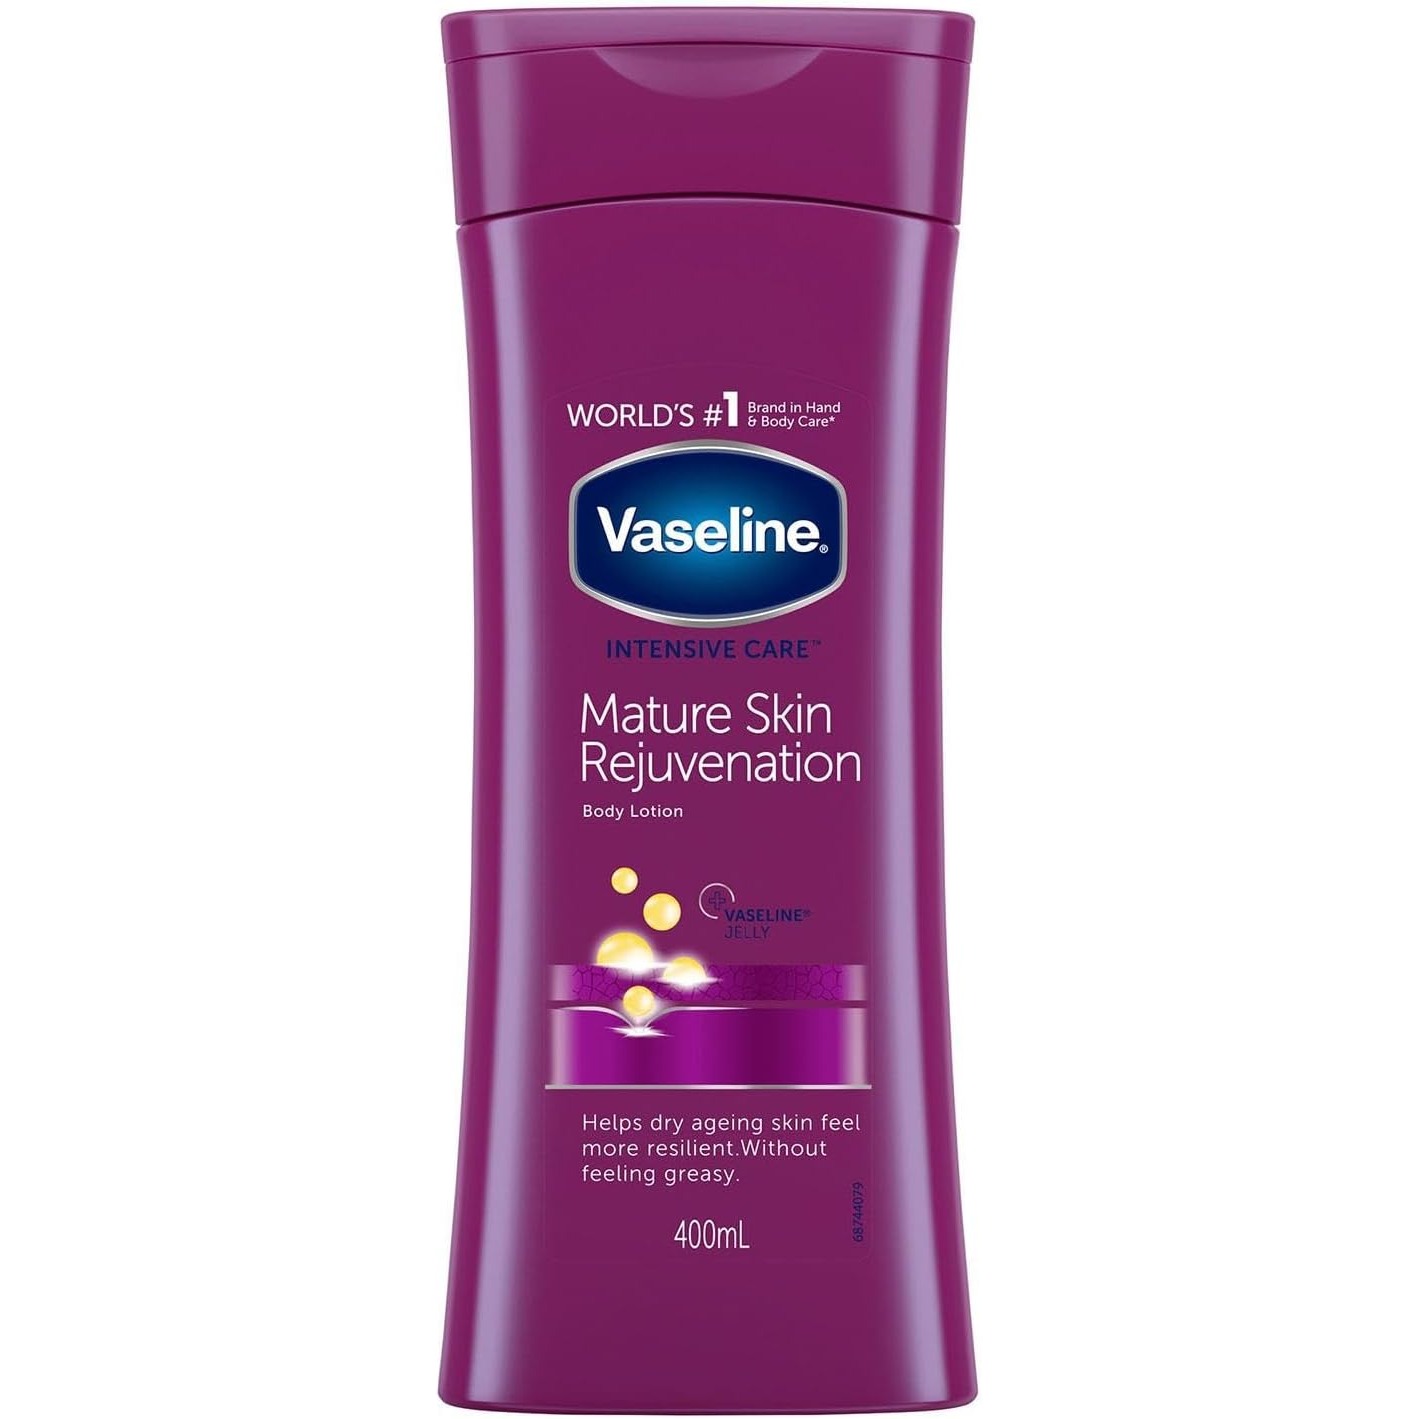 WORLD'S #1 Brand in Hand
& Body Care*
Vaseline®
INTENSIVE CARE™
Mature Skin
Rejuvenation
Body Lotion
VASELINE®
JELLY
Helps dry ageing skin feel
more resilient.Without
feeling greasy.
400mL
68744079